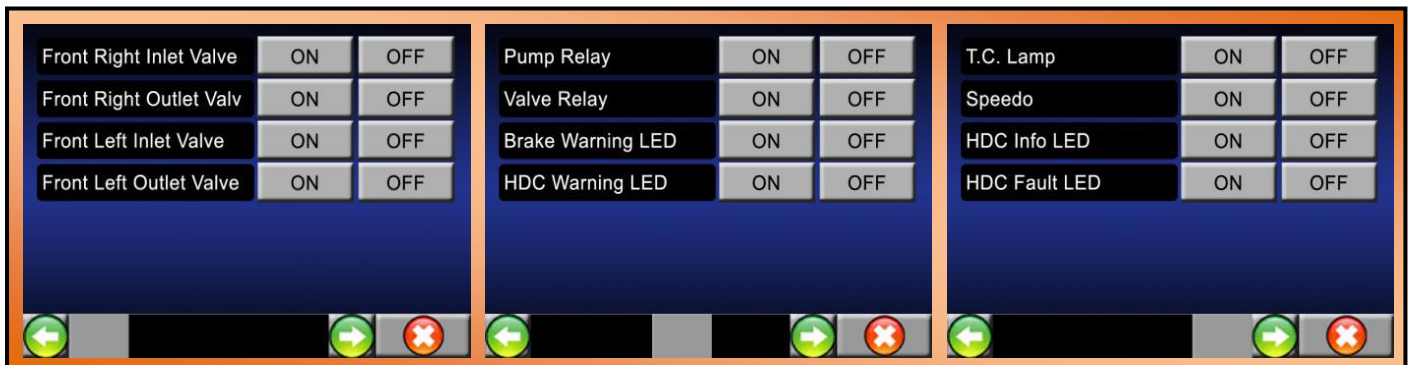 Front Right Inlet Valve ON OFF
Front Right Outlet Valv ON OFF
Front Left Inlet Valve ON OFF
Front Left Outlet Valve ON OFF
Pump Relay ON OFF
Valve Relay ON OFF
Brake Warning LED ON OFF
HDC Warning LED ON OFF
T.C. Lamp ON OFF
Speedo ON OFF
HDC Info LED ON OFF
HDC Fault LED ON OFF